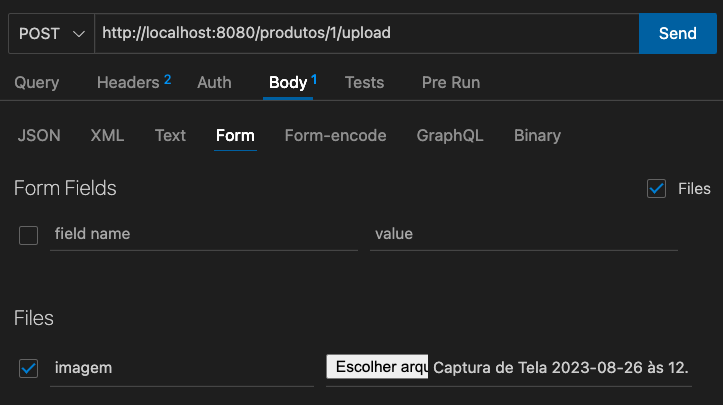 POST http://localhost:8080/produtos/1/upload Send
Query Headers 2 Auth Body 1 Tests Pre Run
JSON XML Text Form Form-encode GraphQL Binary
Form Fields Files
field name value
Files
imagem Escolher arqu Captura de Tela 2023-08-26 às 12.